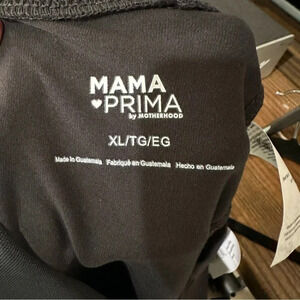 MAMA
♥PRIMA
by MOTHERHOOD
XL/TG/EG
Made in Guatemala Fabriqué en Guatemala Hecho en Guatemala